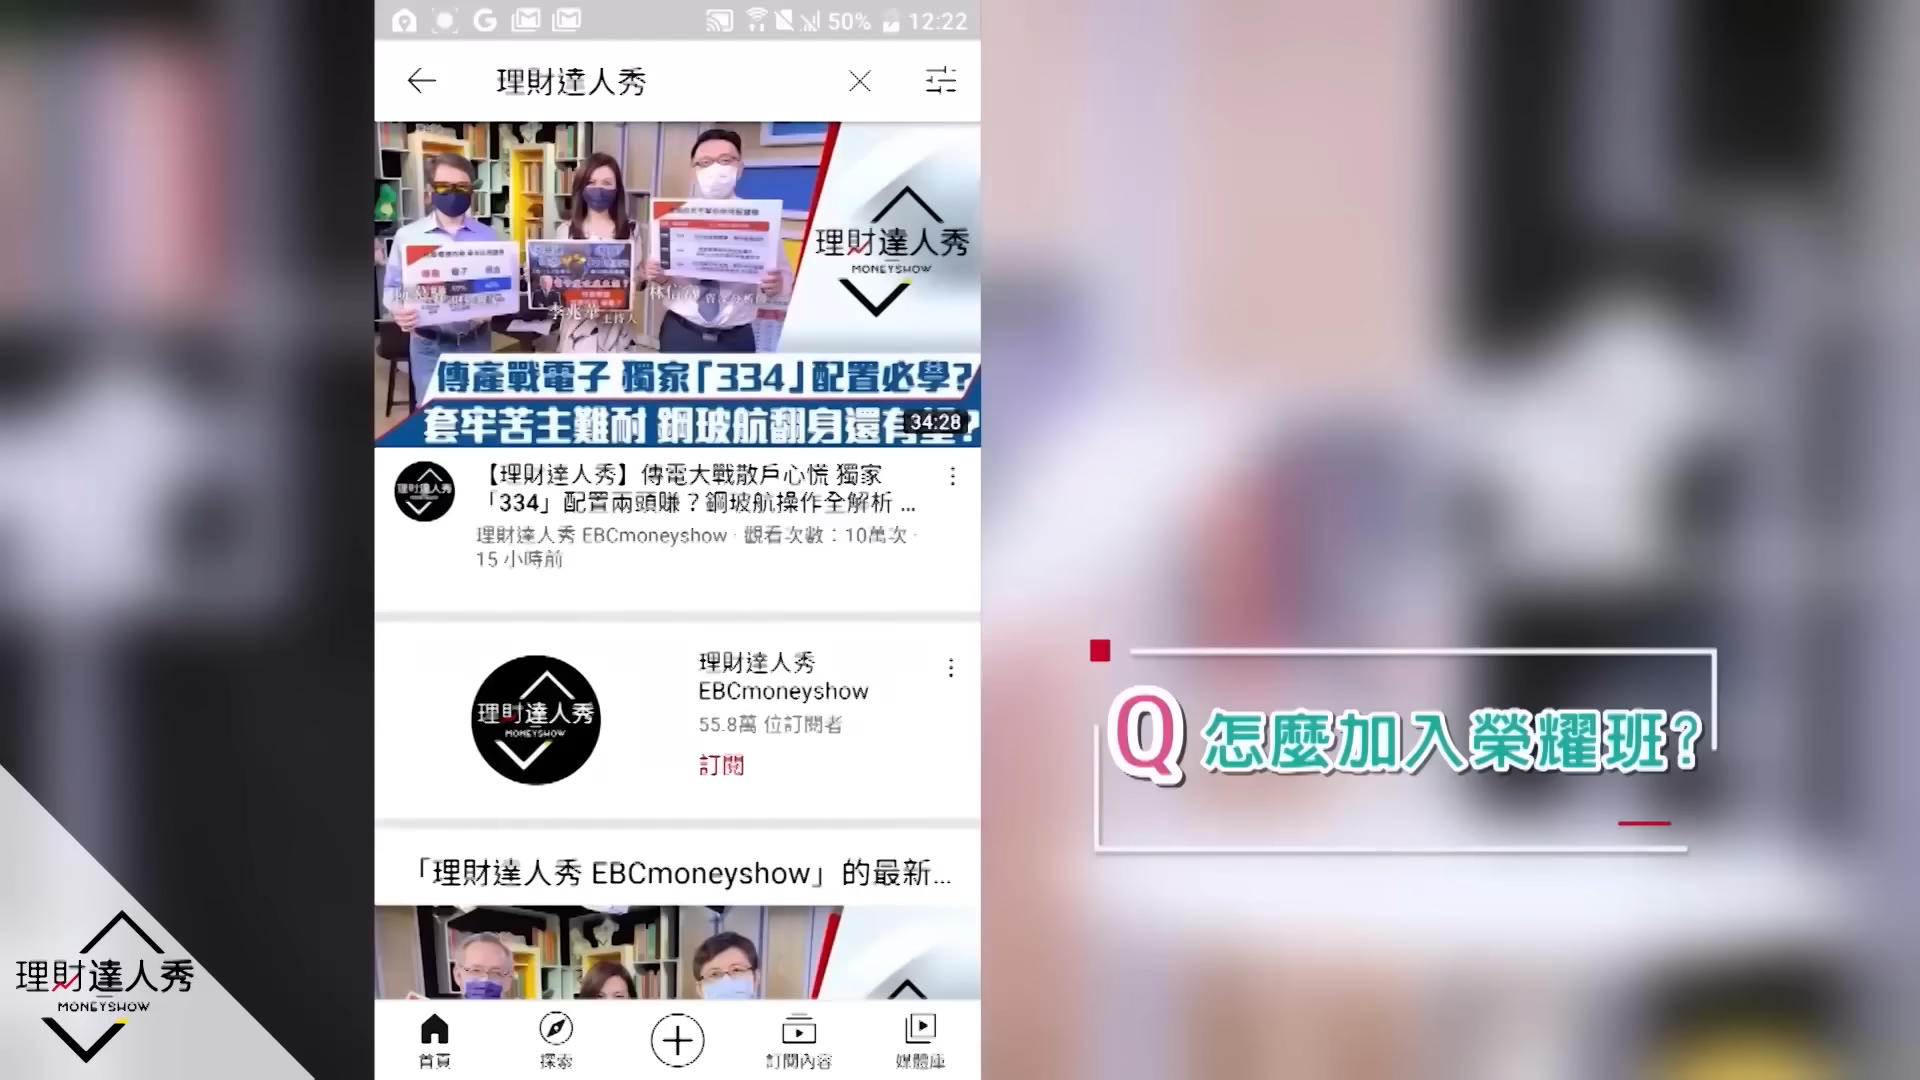 50% 12:22
理財達人秀
理財達人秀
MONEYSHOW
李兆華 主持人
傳產戰電子 獨家「334」配置必學?
套牢苦主難耐 鋼玻航翻身還有望?
34:28
【理財達人秀】傳電大戰散戶心慌 獨家
「334」配置兩頭賺？鋼玻航操作全解析 ...
理財達人秀 EBCmoneyshow · 觀看次數：10萬次 ·
15 小時前
理財達人秀
MONEYSHOW
理財達人秀
EBCmoneyshow
55.8萬 位訂閱者
訂閱
「理財達人秀 EBCmoneyshow」的最新...
首頁
探索
訂閱內容
媒體庫
Q 怎麼加入榮耀班?
理財達人秀
MONEYSHOW